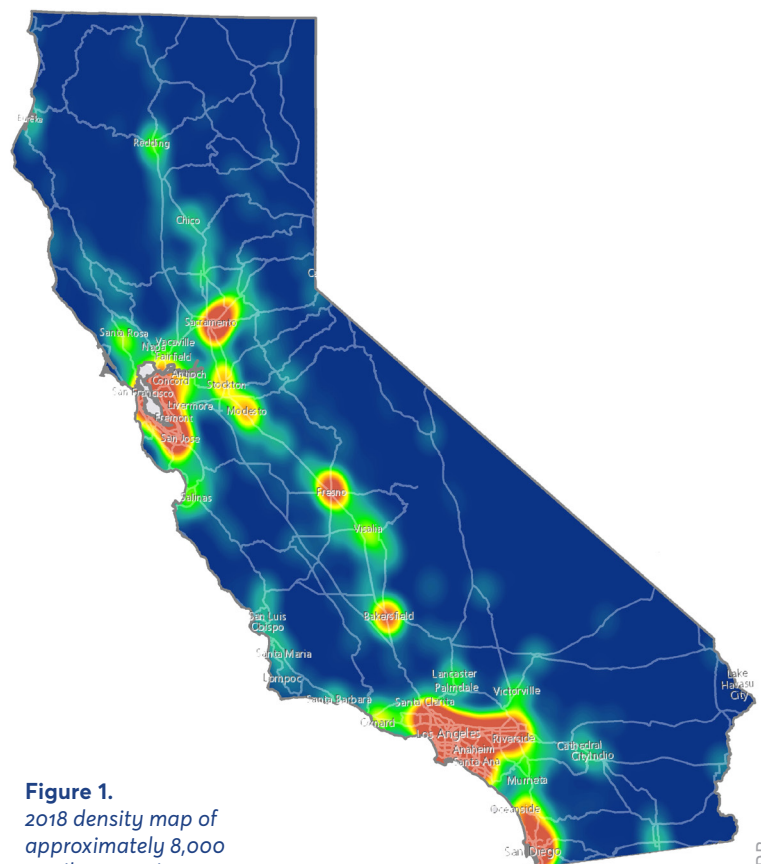 Eureka
Redding
Chico
Sacramento
Santa Rosa
Napa
Vacaville
Fairfield
Antioch
Concord
Stockton
San Francisco
Livermore
Modesto
Fremont
San Jose
Salinas
Fresno
Visalia
Bakersfield
San Luis
Obispo
Santa Maria
Lompoc
Santa Barbara
Lancaster
Palmdale
Victorville
Santa Clarita
Oxnard
Los Angeles
Riverside
Anaheim
Santa Ana
Cathedral
City
Indio
Murrieta
Oceanside
San Diego
Lake
Havasu
City
Figure 1.
2018 density map of
approximately 8,000